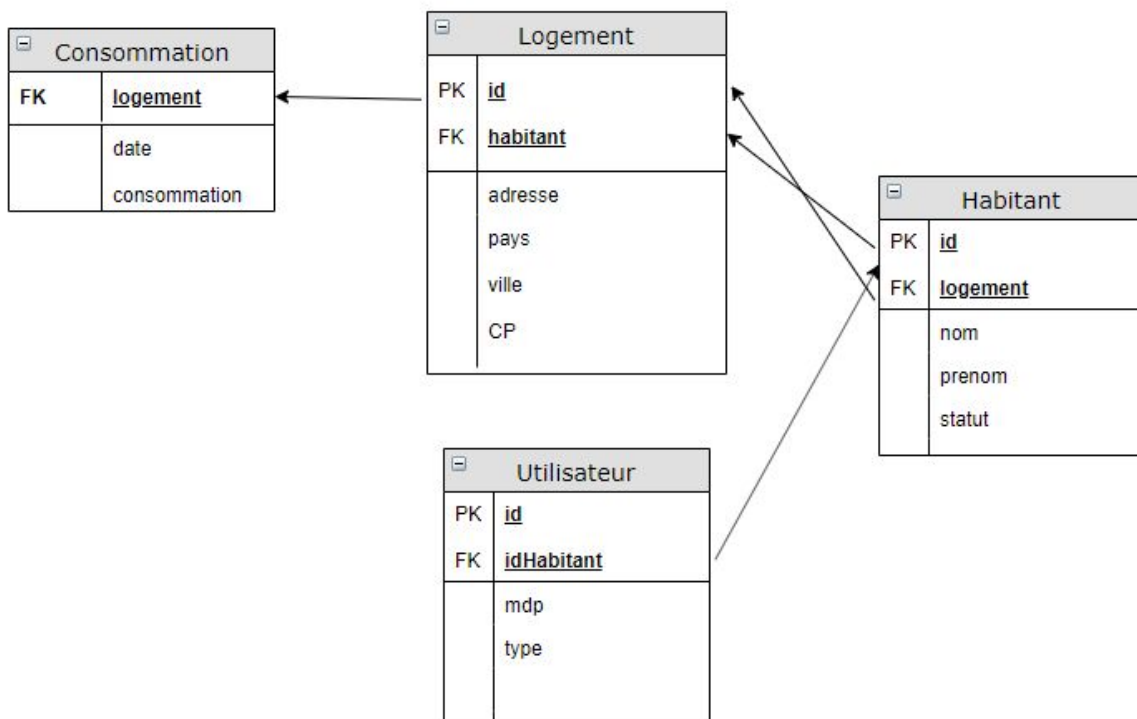 Consommation
FK logement
date
consommation
Logement
PK id
FK habitant
adresse
pays
ville
CP
Habitant
PK id
FK logement
nom
prenom
statut
Utilisateur
PK id
FK idHabitant
mdp
type